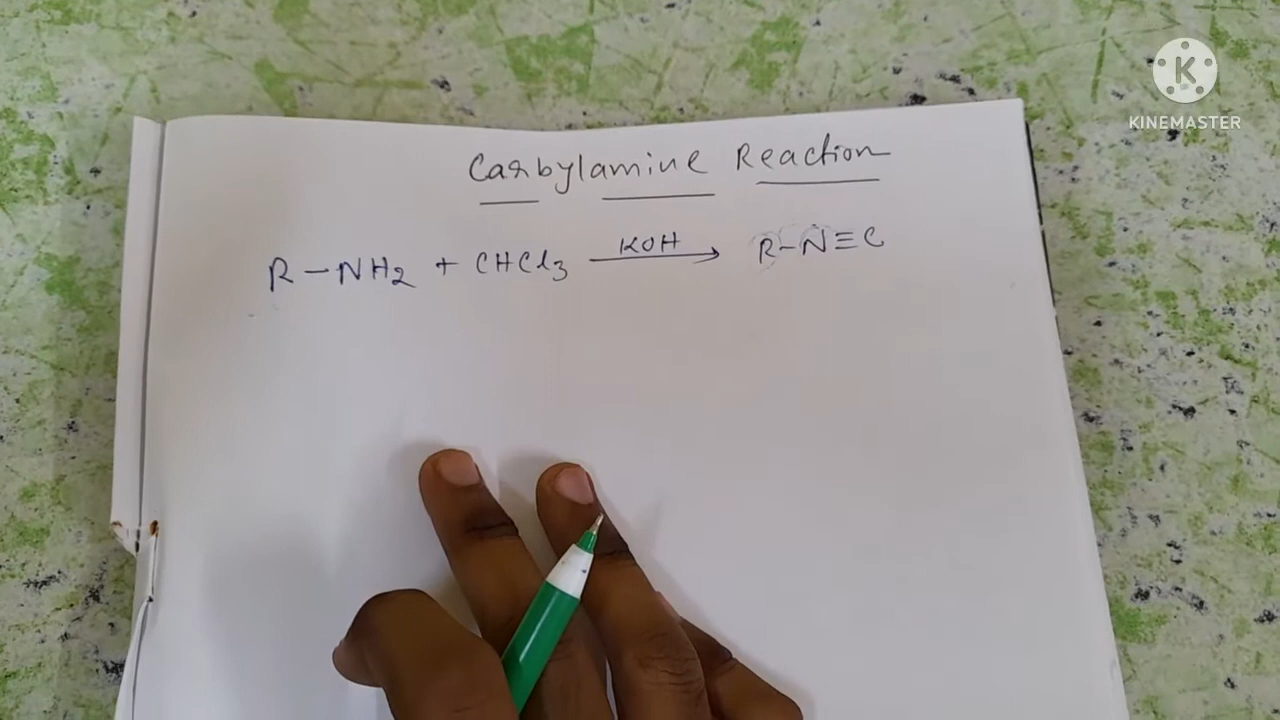 K
KINEMASTER
Carbylamine Reaction
R-NH2 + CHCl3 KOH→ R-N≡C